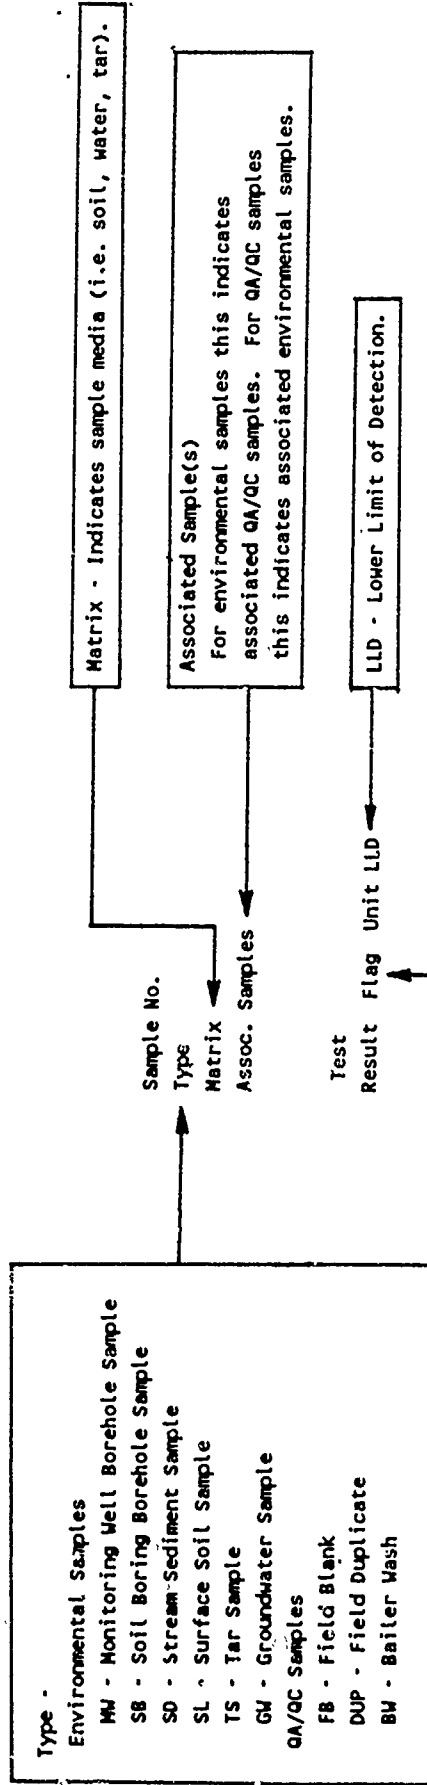 Type -
Environmental Samples
MW - Monitoring Well Borehole Sample
SB - Soil Boring Borehole Sample
SD - Stream Sediment Sample
SL - Surface Soil Sample
TS - Tar Sample
GW - Groundwater Sample
QA/QC Samples
FB - Field Blank
DUP - Field Duplicate
BW - Bailer Wash
Sample No.
Type
Matrix
Assoc. Samples
Test
Result Flag Unit LLD
Matrix - Indicates sample media (i.e. soil, water, tar).
Associated Sample(s)
For environmental samples this indicates
associated QA/QC samples. For QA/QC samples
this indicates associated environmental samples.
LLD - Lower Limit of Detection.